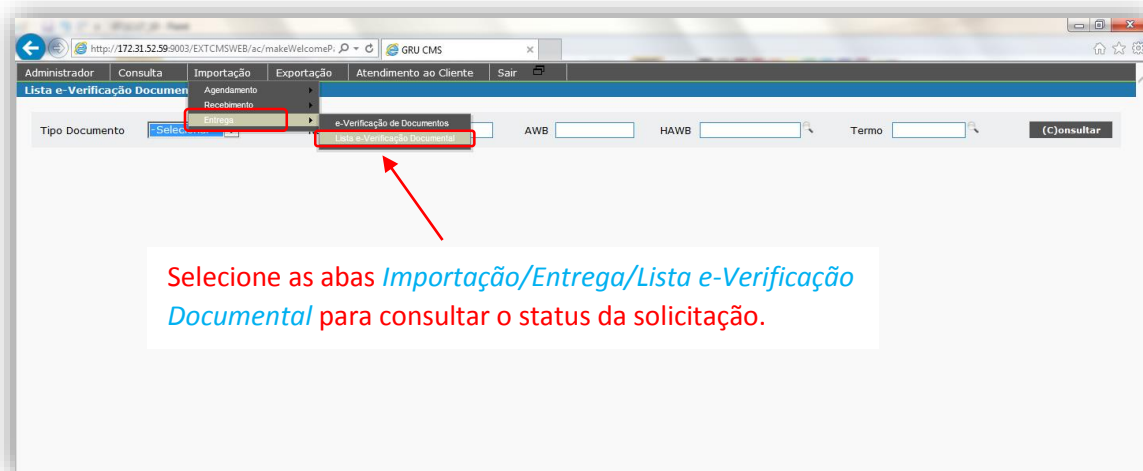 http://172.31.52.59:9003/EXTCMSWEB/ac/makeWelcomeP
GRU CMS
Administrador Consulta Importação Exportação Atendimento ao Cliente Sair
Lista e-Verificação Documen
Agendamento
Recebimento
Entrega
e-Verificação de Documentos
Lista e-Verificação Documental
Tipo Documento AWB HAWB Termo (C)onsultar
Selecione as abas Importação/Entrega/Lista e-Verificação
Documental para consultar o status da solicitação.